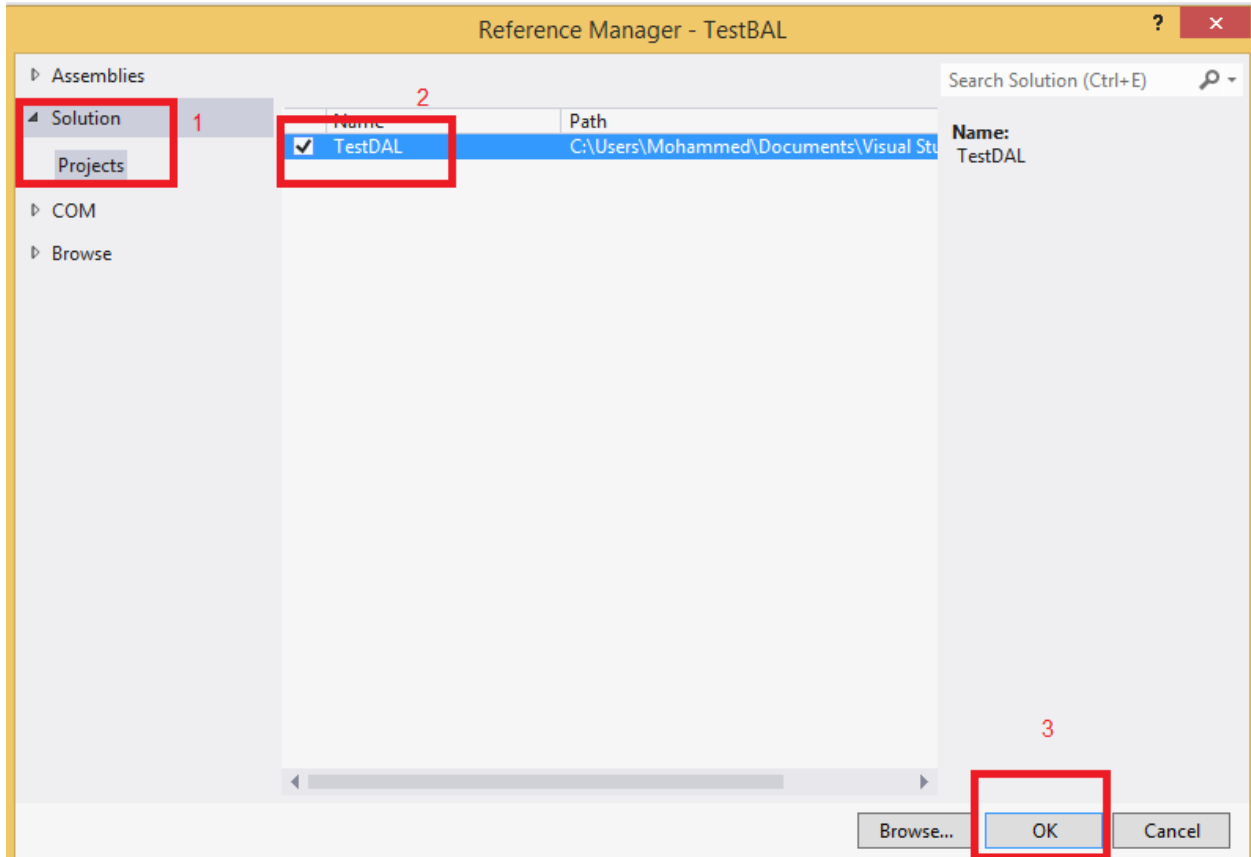 Reference Manager - TestBAL
?
Assemblies
Search Solution (Ctrl+E)
2
Solution
1
Name
Path
Name:
TestDAL
C:\Users\Mohammed\Documents\Visual Stu
TestDAL
Projects
COM
Browse
3
Browse...
OK
Cancel